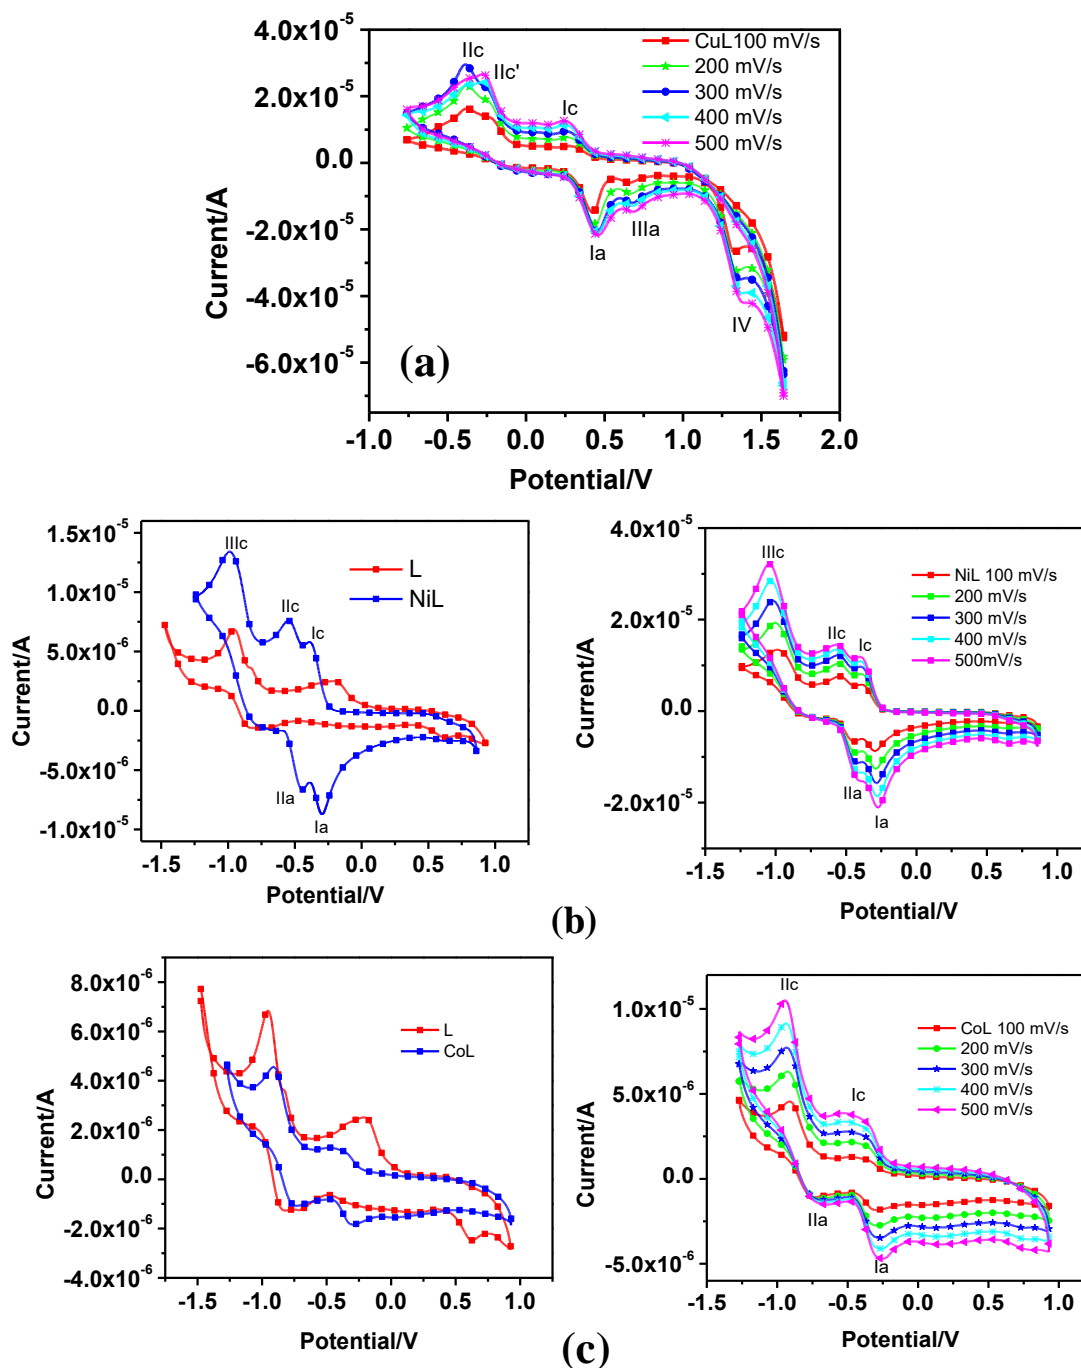 4.0x10⁻⁵
2.0x10⁻⁵
0.0
-2.0x10⁻⁵
-4.0x10⁻⁵
-6.0x10⁻⁵
Current/A
IIc
IIc'
Ic
Ia
IIIa
IV
CuL100 mV/s
200 mV/s
300 mV/s
400 mV/s
500 mV/s
(a)
-1.0 -0.5 0.0 0.5 1.0 1.5 2.0
Potential/V
1.5x10⁻⁵
1.0x10⁻⁵
5.0x10⁻⁶
0.0
-5.0x10⁻⁶
-1.0x10⁻⁵
Current/A
IIIc
IIc
Ic
IIa
Ia
L
NiL
-1.5 -1.0 -0.5 0.0 0.5 1.0
Potential/V
4.0x10⁻⁵
2.0x10⁻⁵
0.0
-2.0x10⁻⁵
Current/A
IIIc
IIc
Ic
IIa
Ia
NiL 100 mV/s
200 mV/s
300 mV/s
400 mV/s
500mV/s
-1.5 -1.0 -0.5 0.0 0.5 1.0
Potential/V
(b)
8.0x10⁻⁶
6.0x10⁻⁶
4.0x10⁻⁶
2.0x10⁻⁶
0.0
-2.0x10⁻⁶
-4.0x10⁻⁶
Current/A
L
CoL
-1.5 -1.0 -0.5 0.0 0.5 1.0
Potential/V
1.0x10⁻⁵
5.0x10⁻⁶
0.0
-5.0x10⁻⁶
Current/A
IIc
Ic
IIa
Ia
CoL 100 mV/s
200 mV/s
300 mV/s
400 mV/s
500 mV/s
-1.5 -1.0 -0.5 0.0 0.5 1.0
Potential/V
(c)